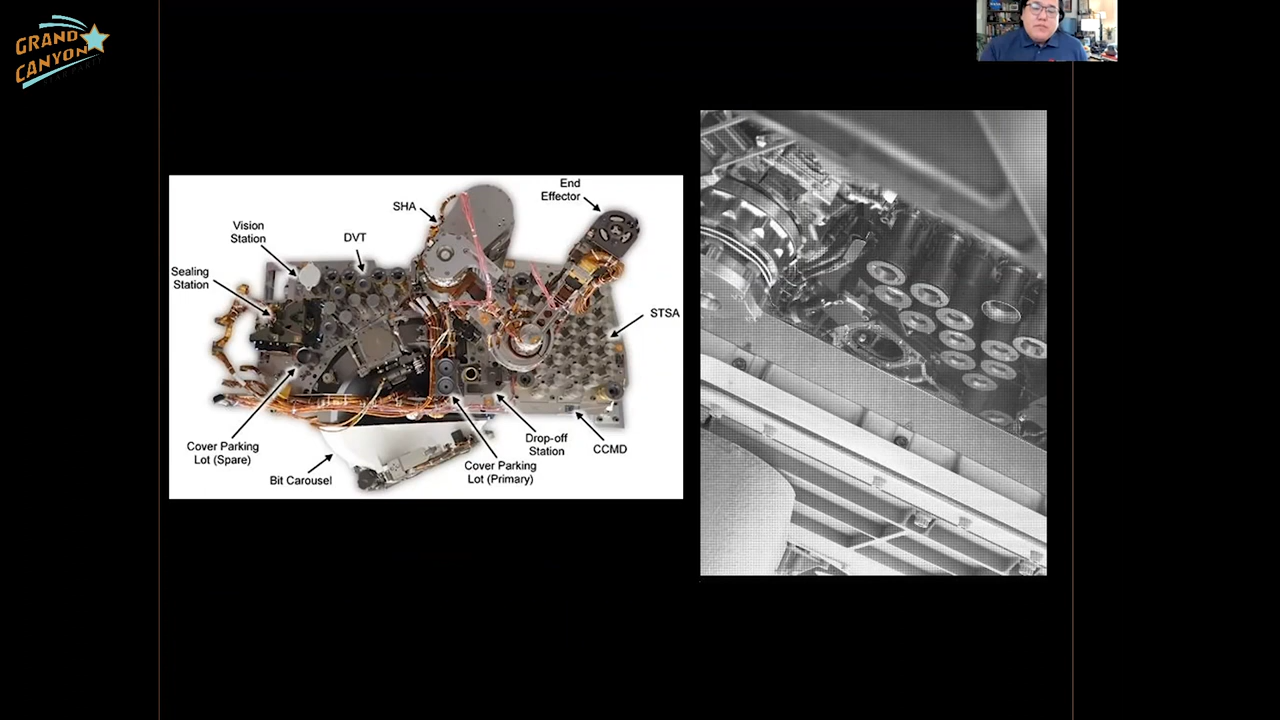 GRAND
CANYON
End
Effector
SHA
Vision
Station
DVT
Sealing
Station
STSA
Cover Parking
Lot (Spare)
Bit Carousel
Drop-off
Station
Cover Parking
Lot (Primary)
CCMD